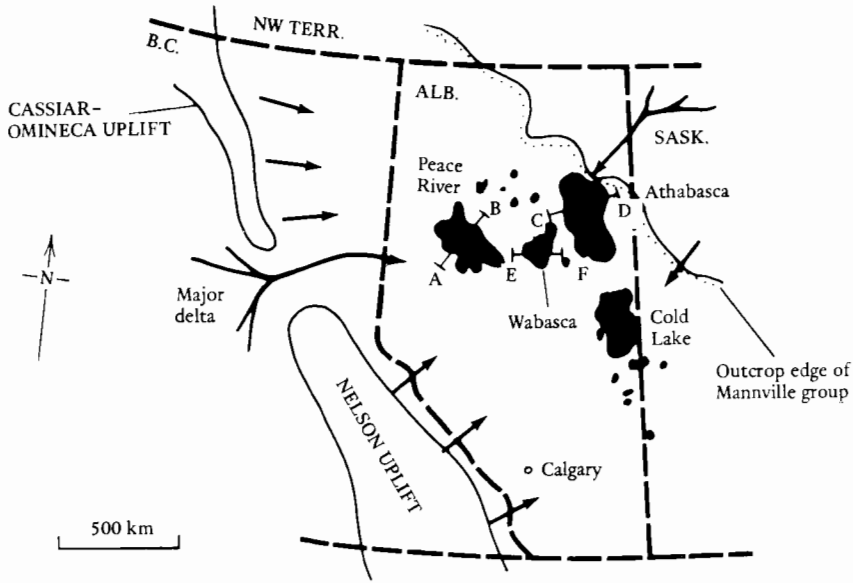 NW TERR.
B.C.
CASSIAR–
OMINECA UPLIFT
ALB.
SASK.
Peace
River
Athabasca
B
C
D
A
E
F
N
Major
delta
Wabasca
Cold
Lake
Outcrop edge of
Mannville group
NELSON UPLIFT
Calgary
500 km